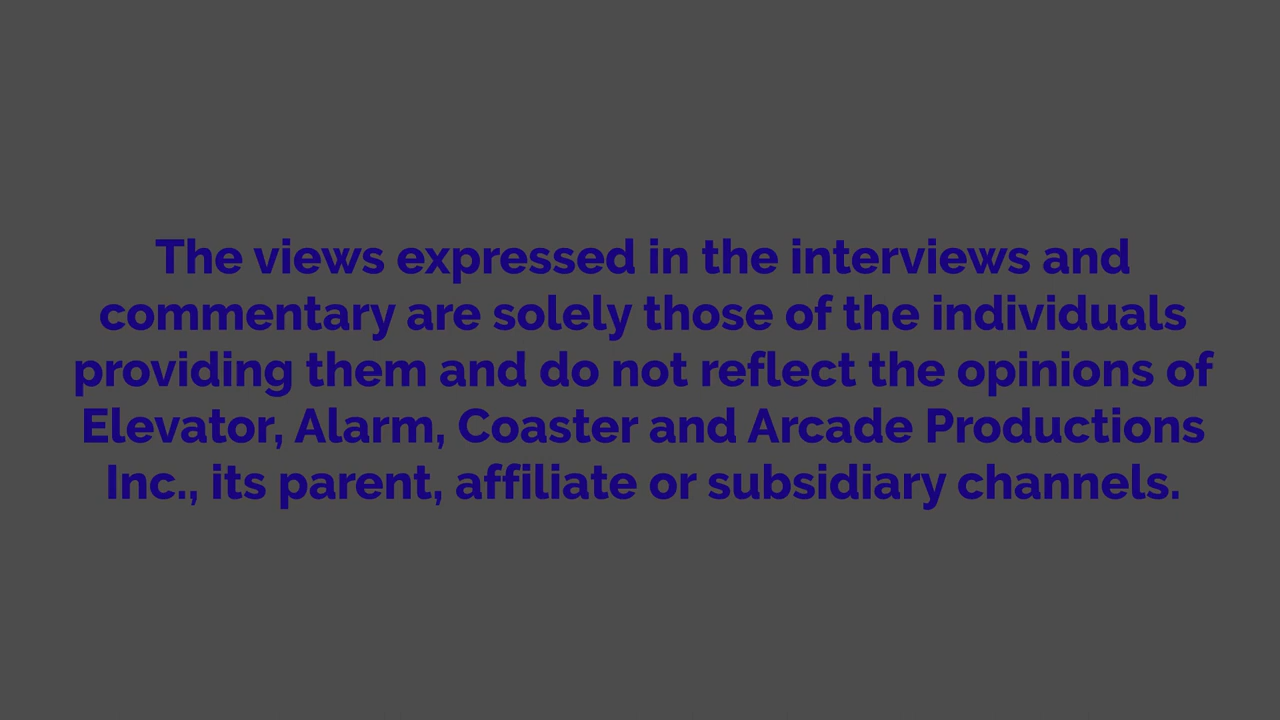 The views expressed in the interviews and
commentary are solely those of the individuals
providing them and do not reflect the opinions of
Elevator, Alarm, Coaster and Arcade Productions
Inc., its parent, affiliate or subsidiary channels.